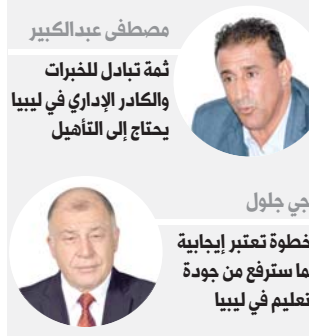 مصطفى عبدالكبير
ثمة تبادل للخبرات
والكادر الإداري في ليبيا
يحتاج إلى التأهيل
جي جلول
خطوة تعتبر إيجابية
ما سترفع من جودة
تعليم في ليبيا